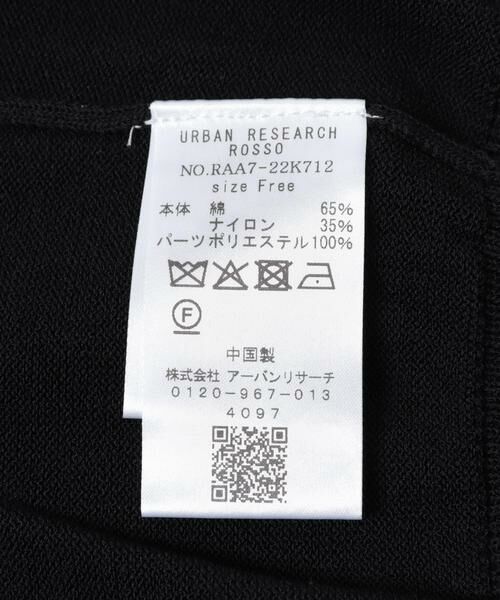 URBAN RESEARCH
ROSSO
NO.RAA7-22K712
size Free
本体 綿 65%
ナイロン 35%
パーツポリエステル100%
F
中国製
株式会社 アーバンリサーチ
0120-967-013
4097